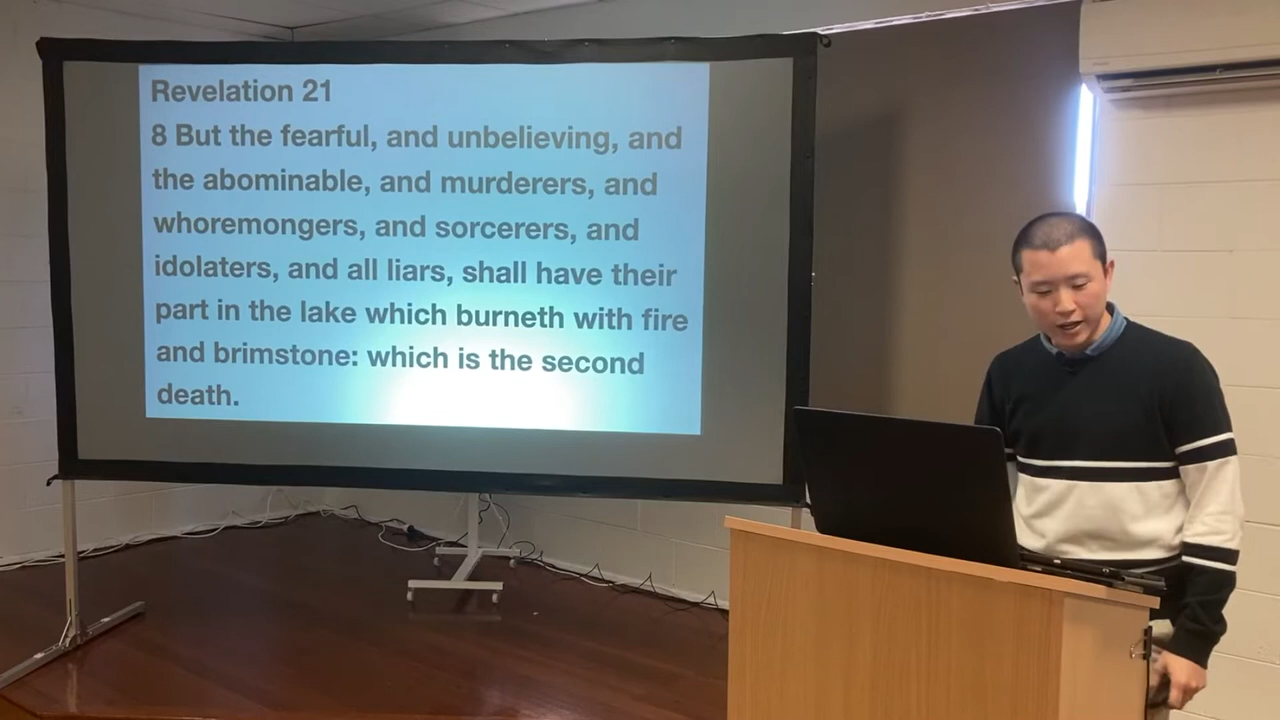 Revelation 21
8 But the fearful, and unbelieving, and
the abominable, and murderers, and
whoremongers, and sorcerers, and
idolaters, and all liars, shall have their
part in the lake which burneth with fire
and brimstone: which is the second
death.